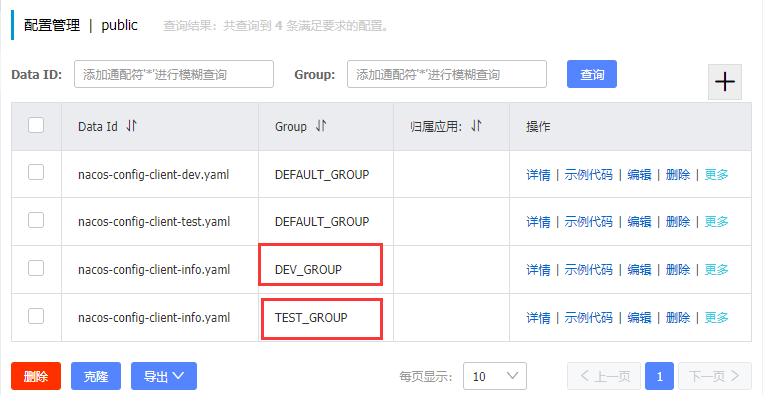 配置管理 | public 查询结果：共查询到 4 条满足要求的配置。
Data ID: 添加通配符'*'进行模糊查询 Group: 添加通配符'*'进行模糊查询 查询
Data Id Group 归属应用: 操作
nacos-config-client-dev.yaml DEFAULT_GROUP 详情 | 示例代码 | 编辑 | 删除 | 更多
nacos-config-client-test.yaml DEFAULT_GROUP 详情 | 示例代码 | 编辑 | 删除 | 更多
nacos-config-client-info.yaml DEV_GROUP 详情 | 示例代码 | 编辑 | 删除 | 更多
nacos-config-client-info.yaml TEST_GROUP 详情 | 示例代码 | 编辑 | 删除 | 更多
删除 克隆 导出 每页显示: 10 上一页 1 下一页